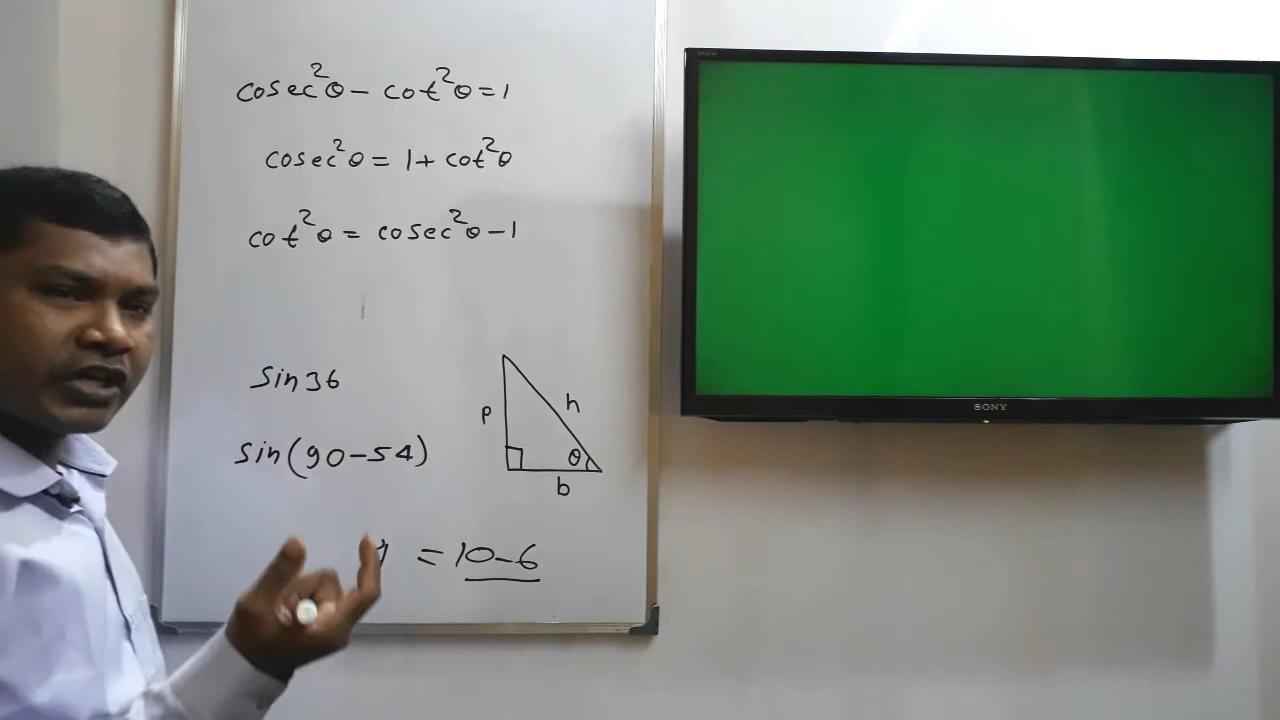 cosec²θ - cot²θ = 1
cosec²θ = 1 + cot²θ
cot²θ = cosec²θ - 1
sin 36
sin(90-54)
p
h
θ
b
= 10-6
SONY